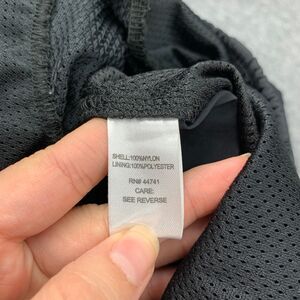 SHELL:100%NYLON
LINING:100%POLYESTER
RN# 44741
CARE:
SEE REVERSE